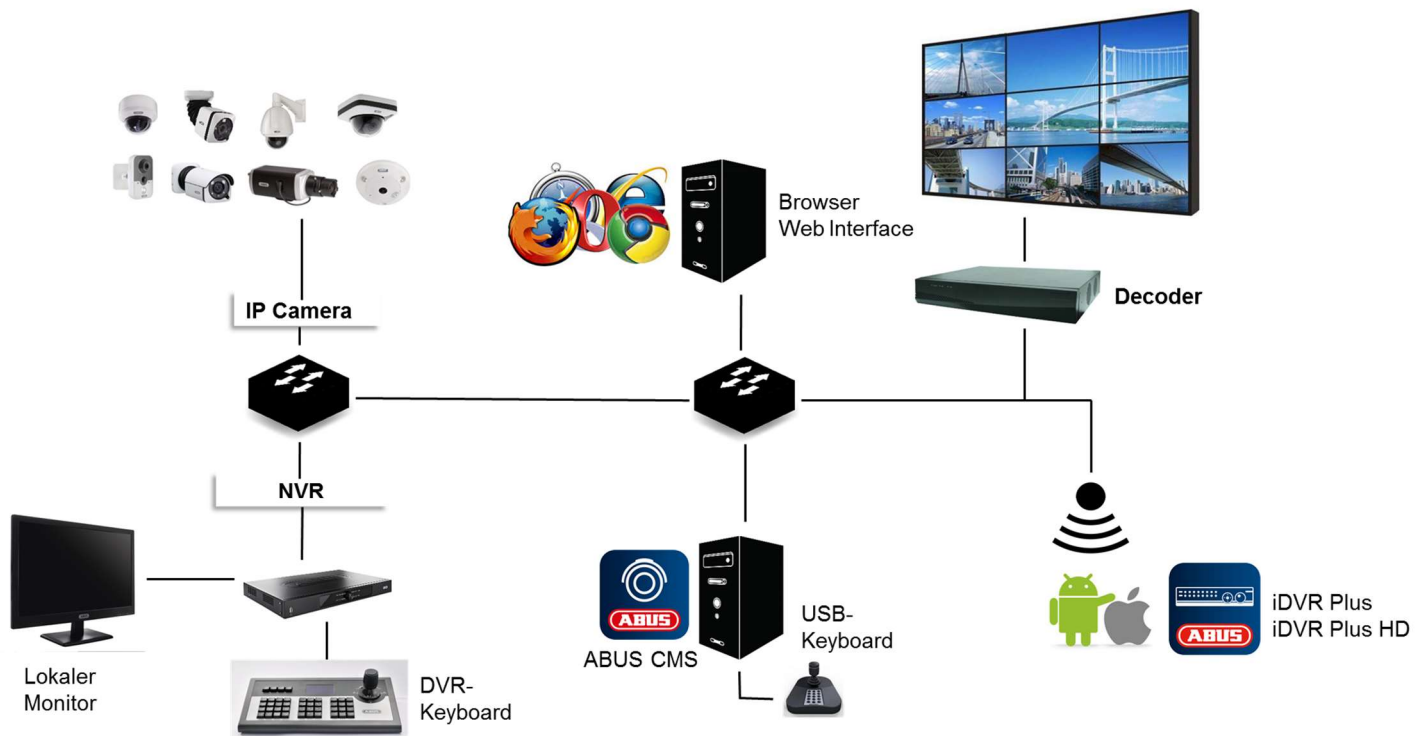 IP Camera
Browser
Web Interface
Decoder
NVR
Lokaler
Monitor
DVR-
Keyboard
ABUS
ABUS CMS
USB-
Keyboard
ABUS
iDVR Plus
iDVR Plus HD